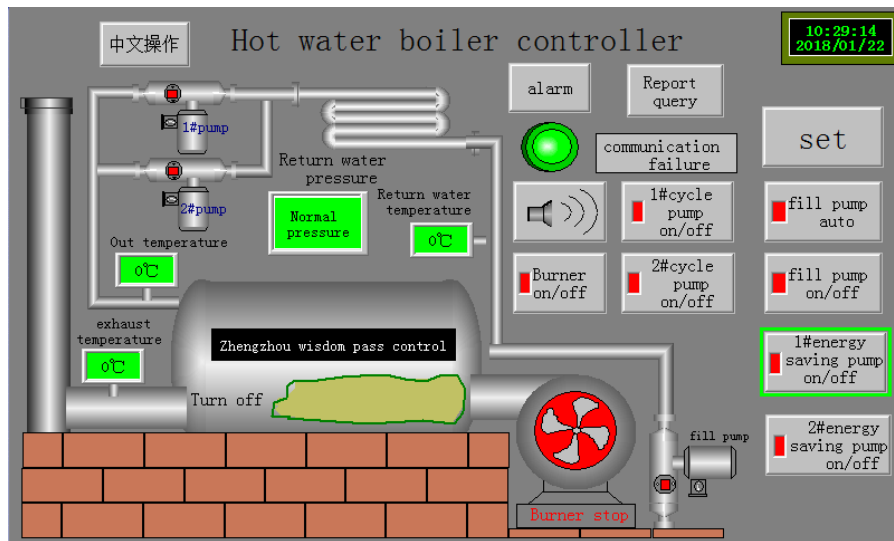 中文操作
Hot water boiler controller
10:29:14
2018/01/22
alarm
Report
query
set
1#pump
communication
failure
Return water
pressure
2#pump
Normal
pressure
Return water
temperature
0℃
1#cycle
pump
on/off
fill pump
auto
Out temperature
0℃
Burner
on/off
2#cycle
pump
on/off
fill pump
on/off
exhaust
temperature
0℃
Zhengzhou wisdom pass control
1#energy
saving pump
on/off
Turn off
fill pump
2#energy
saving pump
on/off
Burner stop